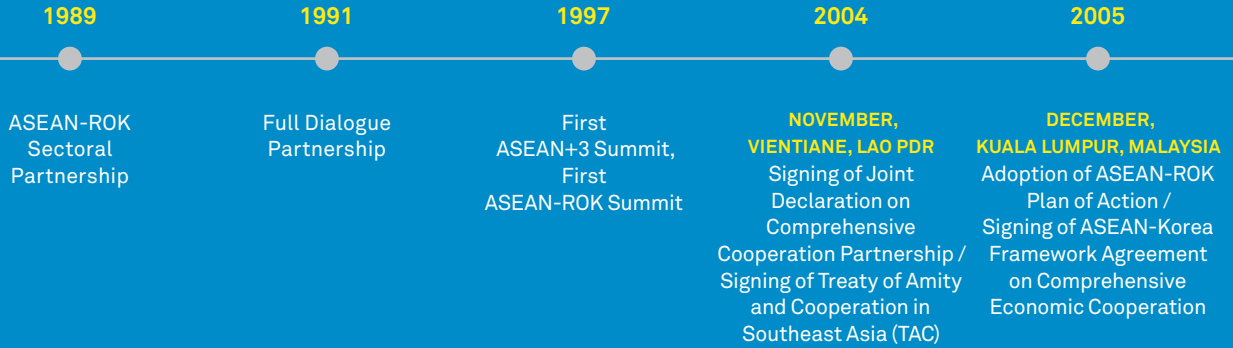 1989
ASEAN-ROK
Sectoral
Partnership
1991
Full Dialogue
Partnership
1997
First
ASEAN+3 Summit,
First
ASEAN-ROK Summit
2004
NOVEMBER,
VIENTIANE, LAO PDR
Signing of Joint
Declaration on
Comprehensive
Cooperation Partnership /
Signing of Treaty of Amity
and Cooperation in
Southeast Asia (TAC)
2005
DECEMBER,
KUALA LUMPUR, MALAYSIA
Adoption of ASEAN-ROK
Plan of Action /
Signing of ASEAN-Korea
Framework Agreement
on Comprehensive
Economic Cooperation